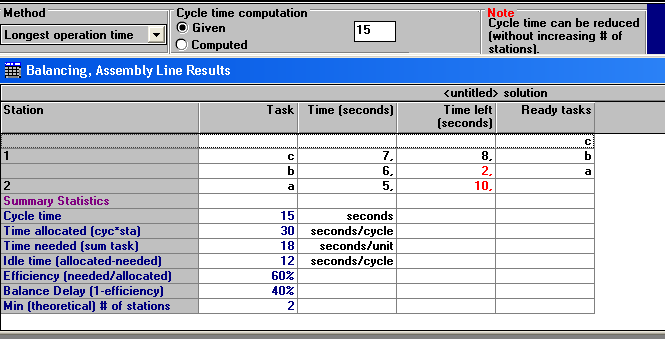 Method
Cycle time computation
Note
Longest operation time
Given
15
Cycle time can be reduced
Computed
(without increasing # of
stations).
Balancing, Assembly Line Results
<untitled> solution
Station Task Time (seconds) Time left Ready tasks
(seconds)
c
1 c 7, 8, b
b 6, 2, a
2 a 5, 10,
Summary Statistics
Cycle time 15 seconds
Time allocated (cyc*sta) 30 seconds/cycle
Time needed (sum task) 18 seconds/unit
Idle time (allocated-needed) 12 seconds/cycle
Efficiency (needed/allocated) 60%
Balance Delay (1-efficiency) 40%
Min (theoretical) # of stations 2